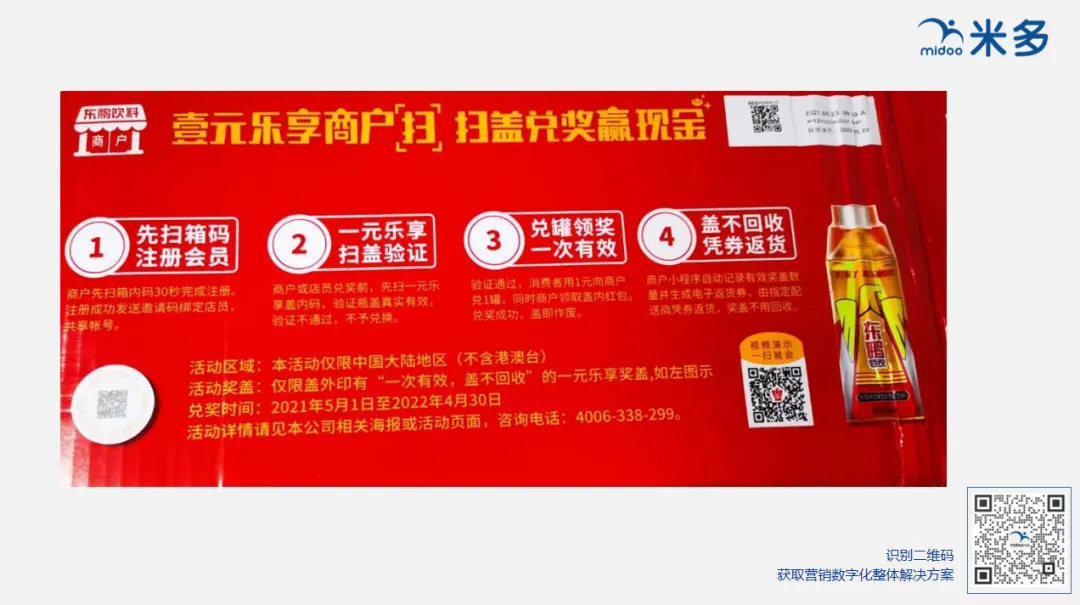 midoo 米多
东鹏饮料
商户
壹元乐享商户扫 扫盖兑奖赢现金
1
先扫箱码
注册会员
商户先扫箱内码30秒完成注册。
注册成功发送邀请码绑定店员，
共享帐号。
2
一元乐享
扫盖验证
商户或店员兑奖前，先扫一元乐
享盖内码，验证瓶盖真实有效，
验证不通过，不予兑换。
3
兑罐领奖
一次有效
验证通过，消费者用1元向商户
兑1罐，同时商户领取盖内红包。
兑奖成功，盖即作废。
4
盖不回收
凭券返货
商户小程序自动记录有效奖盖数
量并生成电子返货券，由指定配
送商凭券返货，奖盖不用回收。
视频演示
一扫就会
东鹏
活动区域：本活动仅限中国大陆地区（不含港澳台）
活动奖盖：仅限盖外印有“一次有效，盖不回收”的一元乐享奖盖,如左图示
兑奖时间：2021年5月1日至2022年4月30日
活动详情请见本公司相关海报或活动页面，咨询电话：4006-338-299。
识别二维码
获取营销数字化整体解决方案
midoo